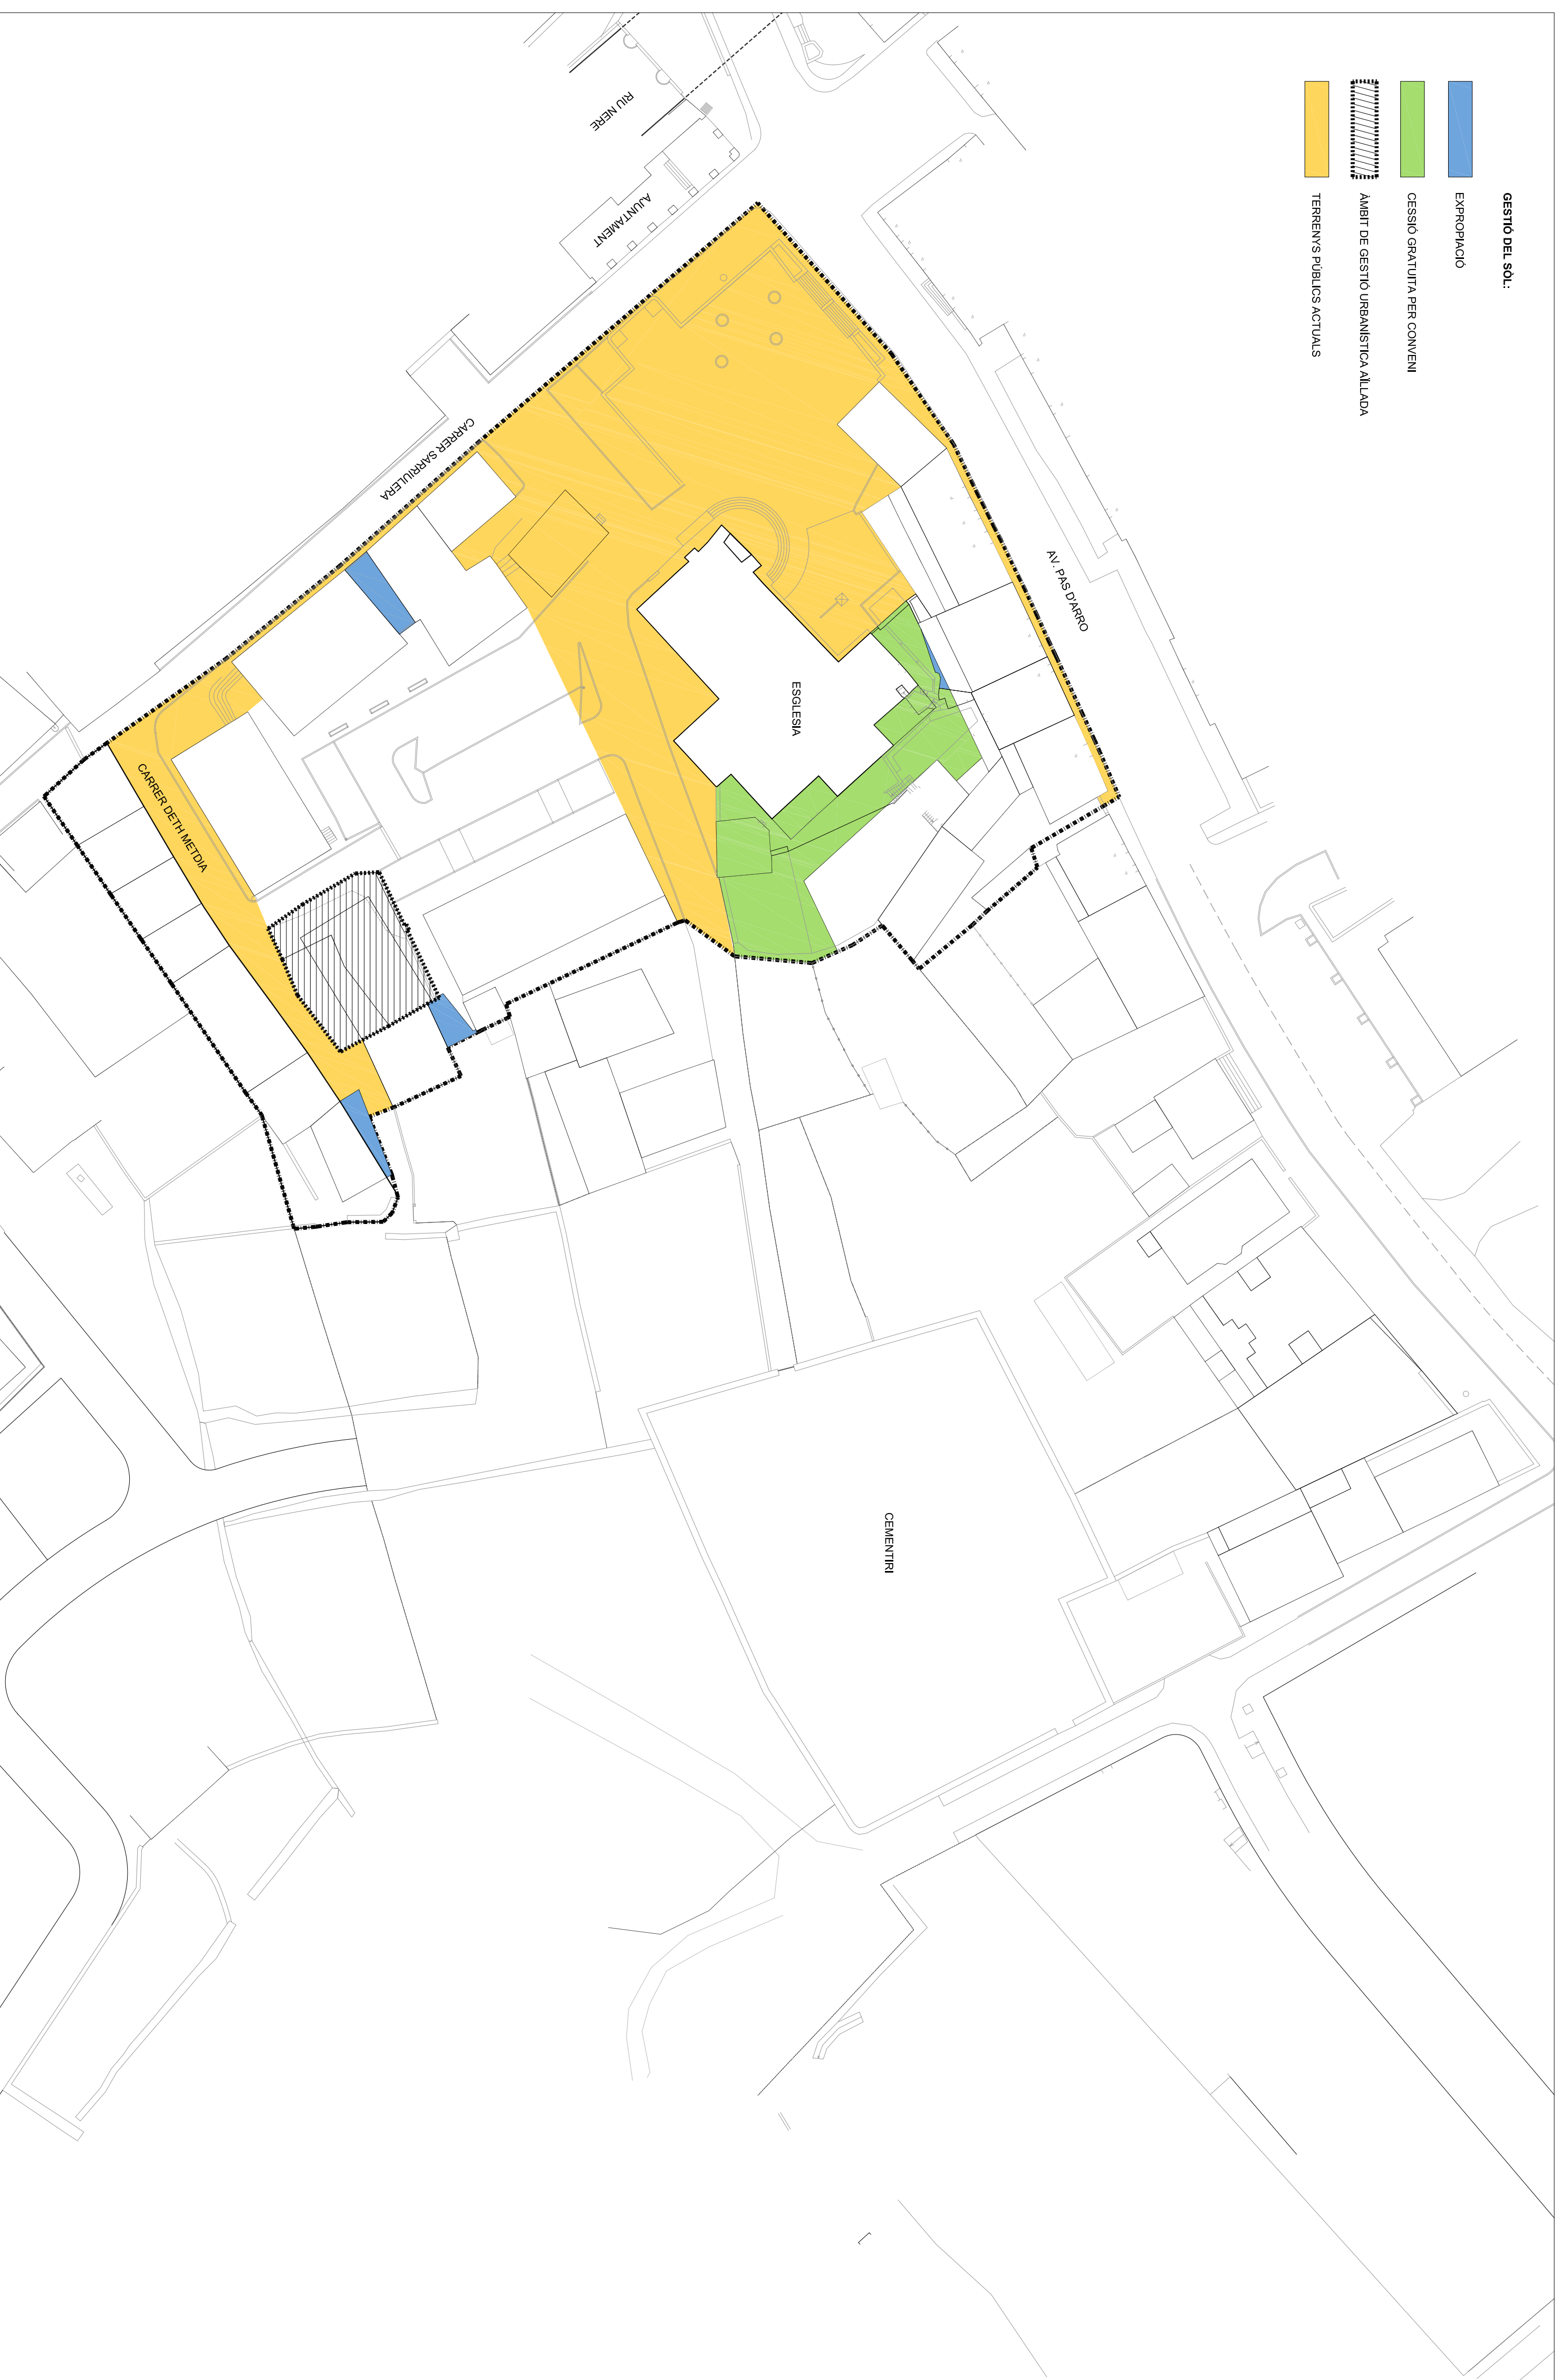 GESTIÓ DEL SÒL:
EXPROPIACIÓ
CESSIÓ GRATUITA PER CONVENI
ÀMBIT DE GESTIÓ URBANÍSTICA AÏLLADA
TERRENYS PÚBLICS ACTUALS
RIU NERE
AJUNTAMENT
CARRER SARRIULERA
AV. PAS D'ARRO
ESGLESIA
CARRER DETH METDIA
CEMENTIRI